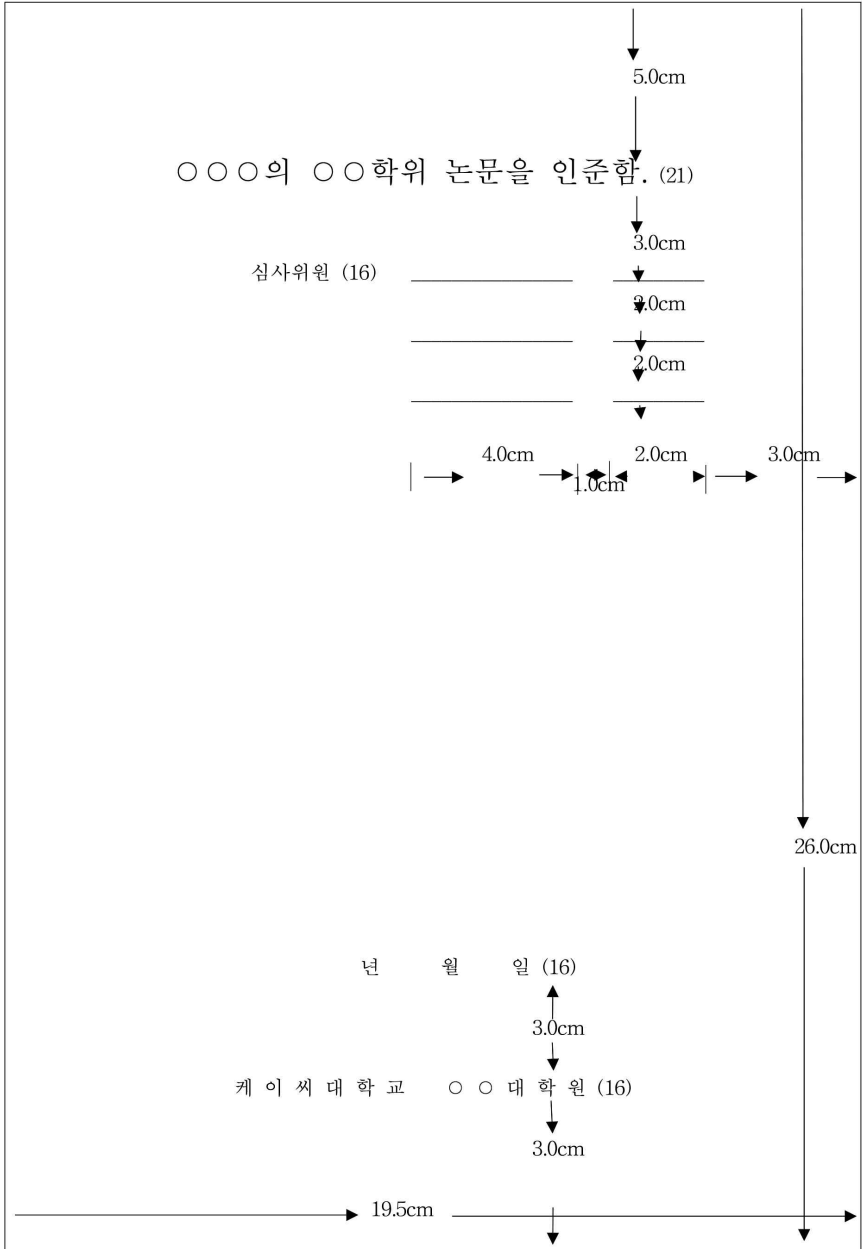 5.0cm
○○○의 ○○학위 논문을 인준함. (21)
3.0cm
심사위원 (16)
2.0cm
2.0cm
4.0cm 2.0cm 3.0cm
1.0cm
26.0cm
년 월 일 (16)
3.0cm
케 이 씨 대 학 교 ○ ○ 대 학 원 (16)
3.0cm
19.5cm